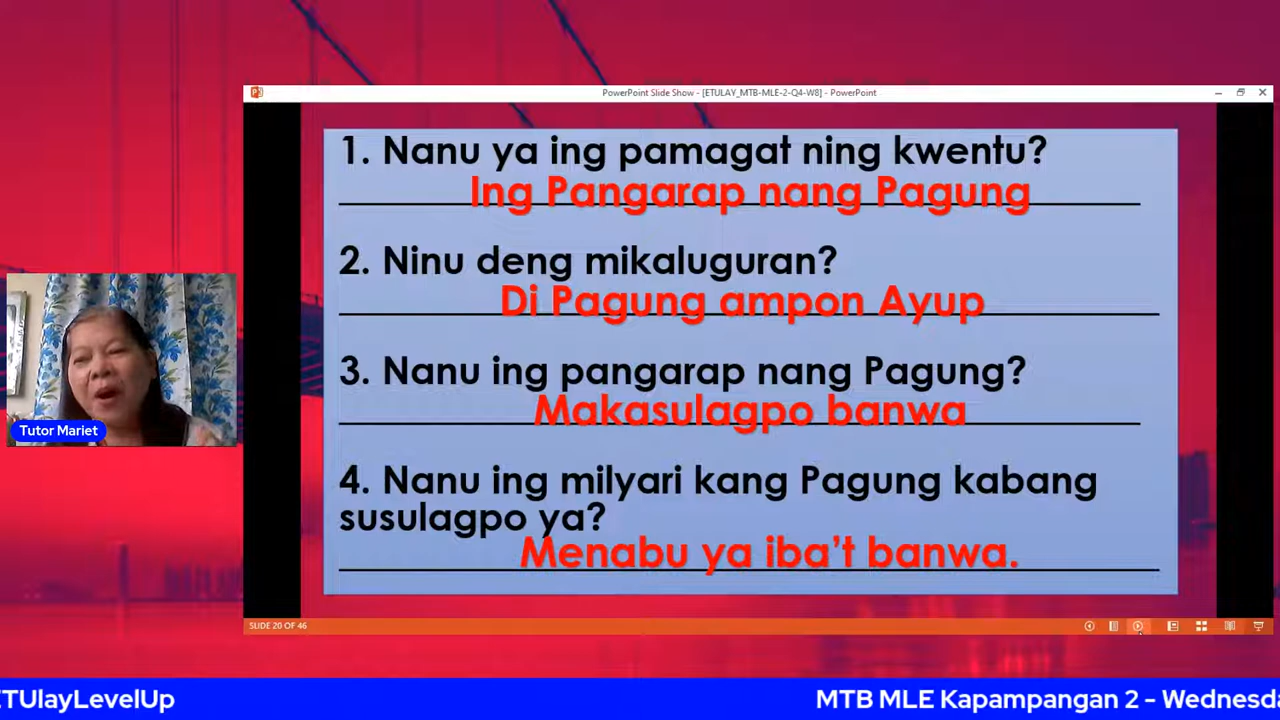 PowerPoint Slide Show - [ETULAY_MTB-MLE-2-Q4-W8] - PowerPoint
1. Nanu ya ing pamagat ning kwentu?
Ing Pangarap nang Pagung
2. Ninu deng mikaluguran?
Di Pagung ampon Ayup
3. Nanu ing pangarap nang Pagung?
Makasulagpo banwa
4. Nanu ing milyari kang Pagung kabang
susulagpo ya?
Menabu ya iba't banwa.
Tutor Mariet
SLIDE 20 OF 46
ETUlayLevelUp
MTB MLE Kapampangan 2 - Wednesda